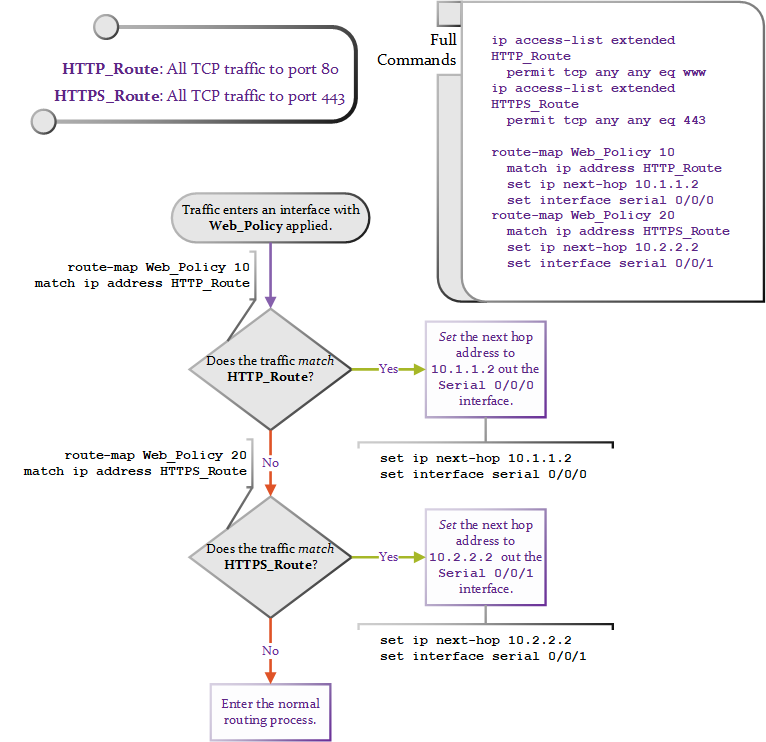 HTTP_Route: All TCP traffic to port 80
HTTPS_Route: All TCP traffic to port 443
Full
Commands
ip access-list extended
HTTP_Route
permit tcp any any eq www
ip access-list extended
HTTPS_Route
permit tcp any any eq 443
route-map Web_Policy 10
match ip address HTTP_Route
set ip next-hop 10.1.1.2
set interface serial 0/0/0
route-map Web_Policy 20
match ip address HTTPS_Route
set ip next-hop 10.2.2.2
set interface serial 0/0/1
Traffic enters an interface with
Web_Policy applied.
route-map Web_Policy 10
match ip address HTTP_Route
Does the traffic match
HTTP_Route?
Yes
Set the next hop
address to
10.1.1.2 out the
Serial 0/0/0
interface.
set ip next-hop 10.1.1.2
set interface serial 0/0/0
No
route-map Web_Policy 20
match ip address HTTPS_Route
Does the traffic match
HTTPS_Route?
Yes
Set the next hop
address to
10.2.2.2 out the
Serial 0/0/1
interface.
set ip next-hop 10.2.2.2
set interface serial 0/0/1
No
Enter the normal
routing process.